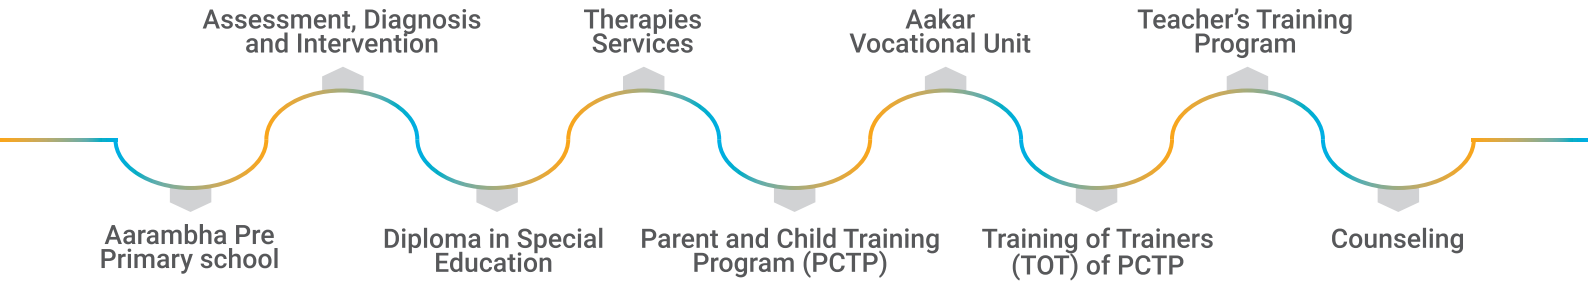 Assessment, Diagnosis
and Intervention
Therapies
Services
Aakar
Vocational Unit
Teacher’s Training
Program
Aarambha Pre
Primary school
Diploma in Special
Education
Parent and Child Training
Program (PCTP)
Training of Trainers
(TOT) of PCTP
Counseling